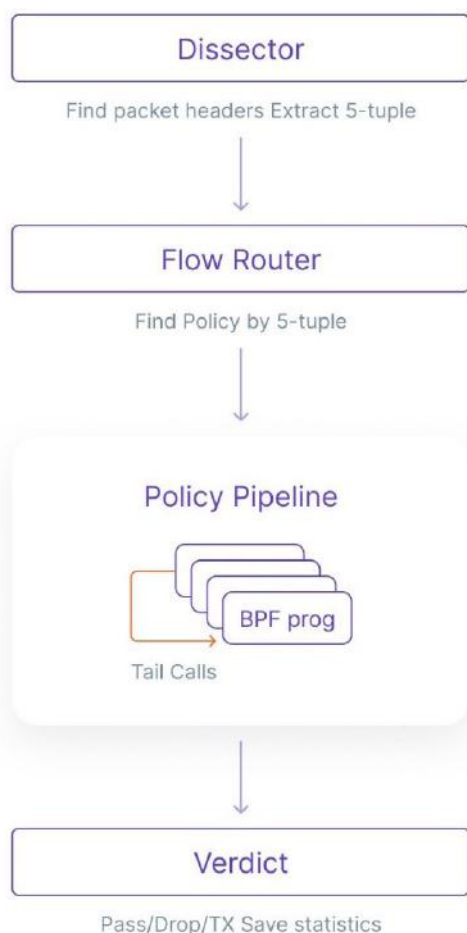 Dissector
Find packet headers Extract 5-tuple
Flow Router
Find Policy by 5-tuple
Policy Pipeline
BPF prog
Tail Calls
Verdict
Pass/Drop/TX Save statistics